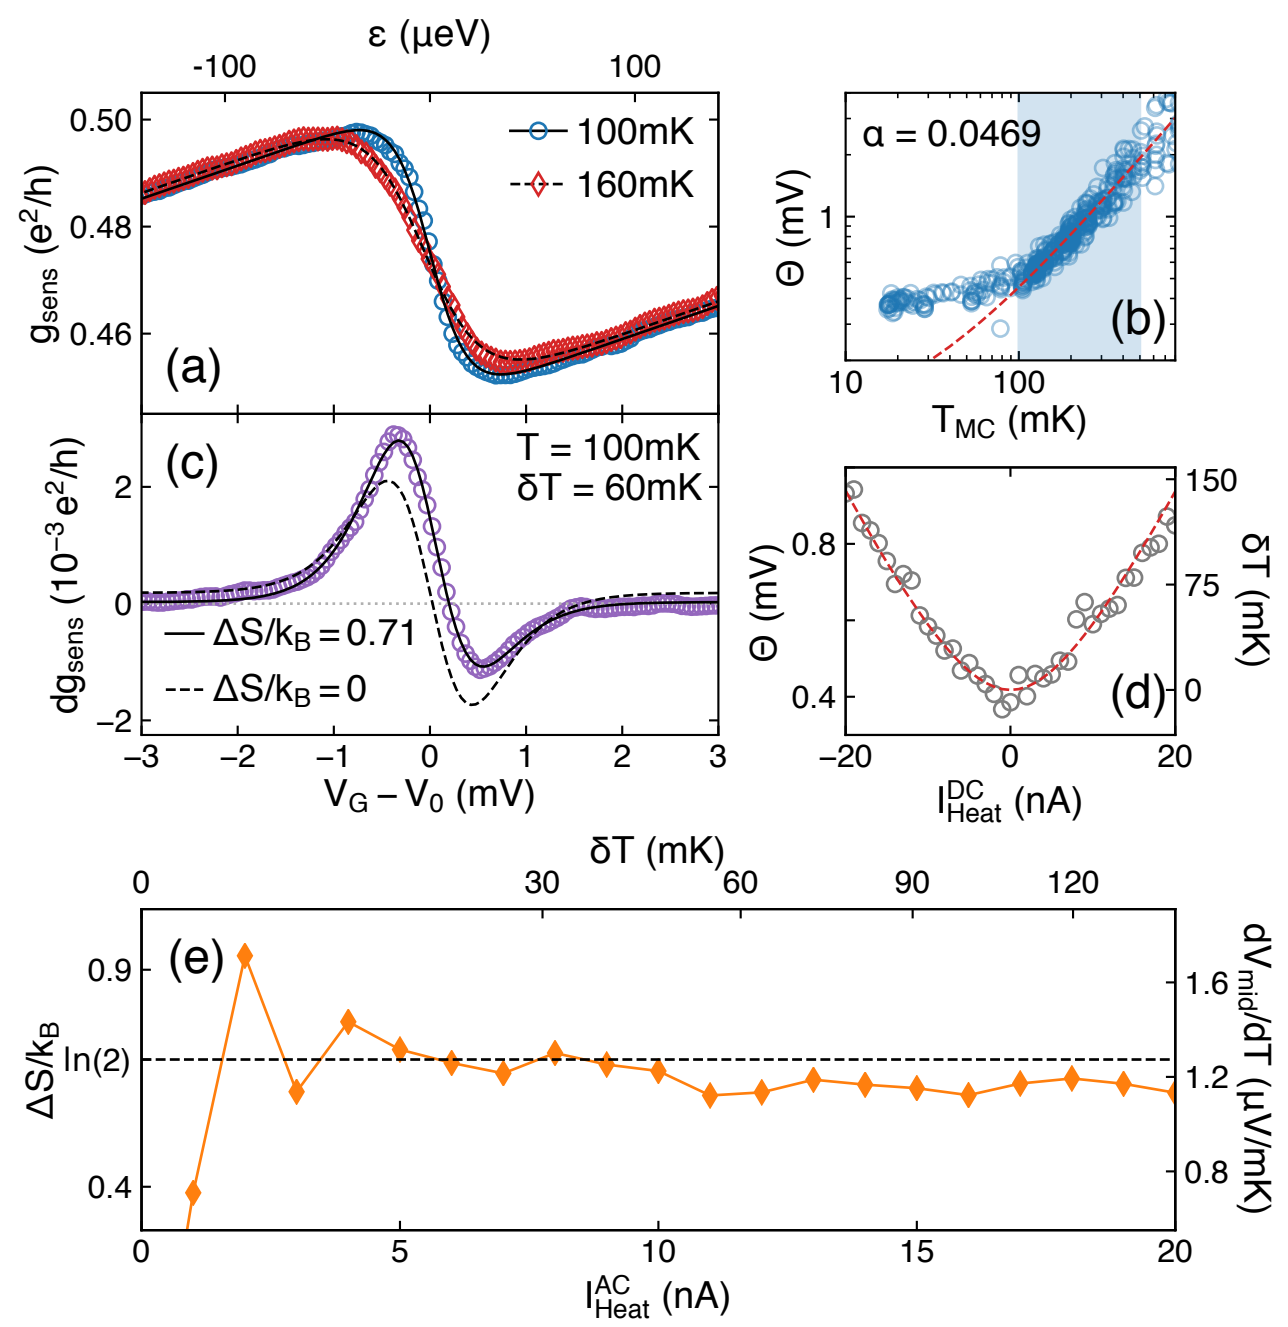 ε (μeV)
-100 100
0.50
0.48
0.46
g_sens (e²/h)
100mK
160mK
(a)
Θ (mV)
1
α = 0.0469
(b)
10 100
T_MC (mK)
dg_sens (10⁻³ e²/h)
2
0
−2
(c)
T = 100mK
δT = 60mK
ΔS/k_B = 0.71
ΔS/k_B = 0
−3 −2 −1 0 1 2 3
V_G − V_0 (mV)
Θ (mV)
0.8
0.4
150
75
0
δT (mK)
(d)
−20 0 20
I_Heat^DC (nA)
δT (mK)
0 30 60 90 120
(e)
ΔS/k_B
0.9
ln(2)
0.4
1.6
1.2
0.8
dV_mid/dT (μV/mK)
0 5 10 15 20
I_Heat^AC (nA)